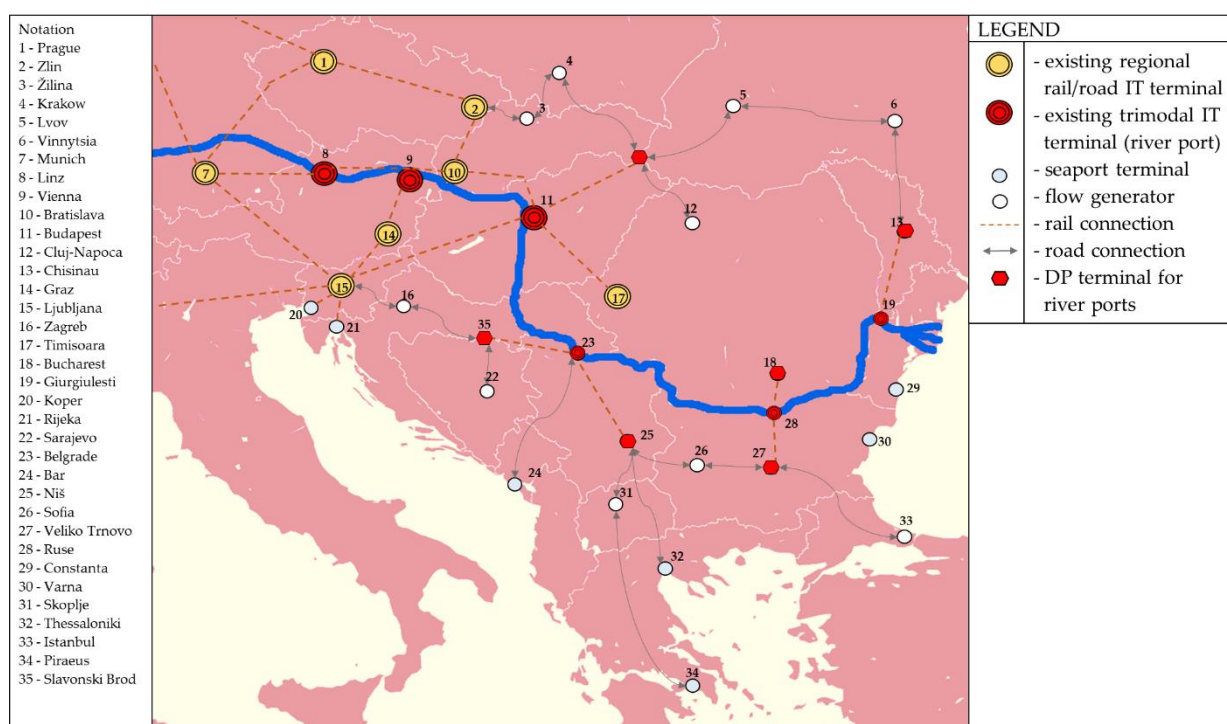 Notation
1 - Prague
2 - Zlin
3 - Žilina
4 - Krakow
5 - Lvov
6 - Vinnytsia
7 - Munich
8 - Linz
9 - Vienna
10 - Bratislava
11 - Budapest
12 - Cluj-Napoca
13 - Chisinau
14 - Graz
15 - Ljubljana
16 - Zagreb
17 - Timisoara
18 - Bucharest
19 - Giurgiulesti
20 - Koper
21 - Rijeka
22 - Sarajevo
23 - Belgrade
24 - Bar
25 - Niš
26 - Sofia
27 - Veliko Trnovo
28 - Ruse
29 - Constanta
30 - Varna
31 - Skoplje
32 - Thessaloniki
33 - Istanbul
34 - Piraeus
35 - Slavonski Brod
1
4
2
3
5
6
7
8
9
10
11
12
13
14
15
16
17
20
21
35
23
19
22
18
29
28
30
25
26
27
24
31
32
33
34
LEGEND
- existing regional
rail/road IT terminal
- existing trimodal IT
terminal (river port)
- seaport terminal
- flow generator
- rail connection
- road connection
- DP terminal for
river ports